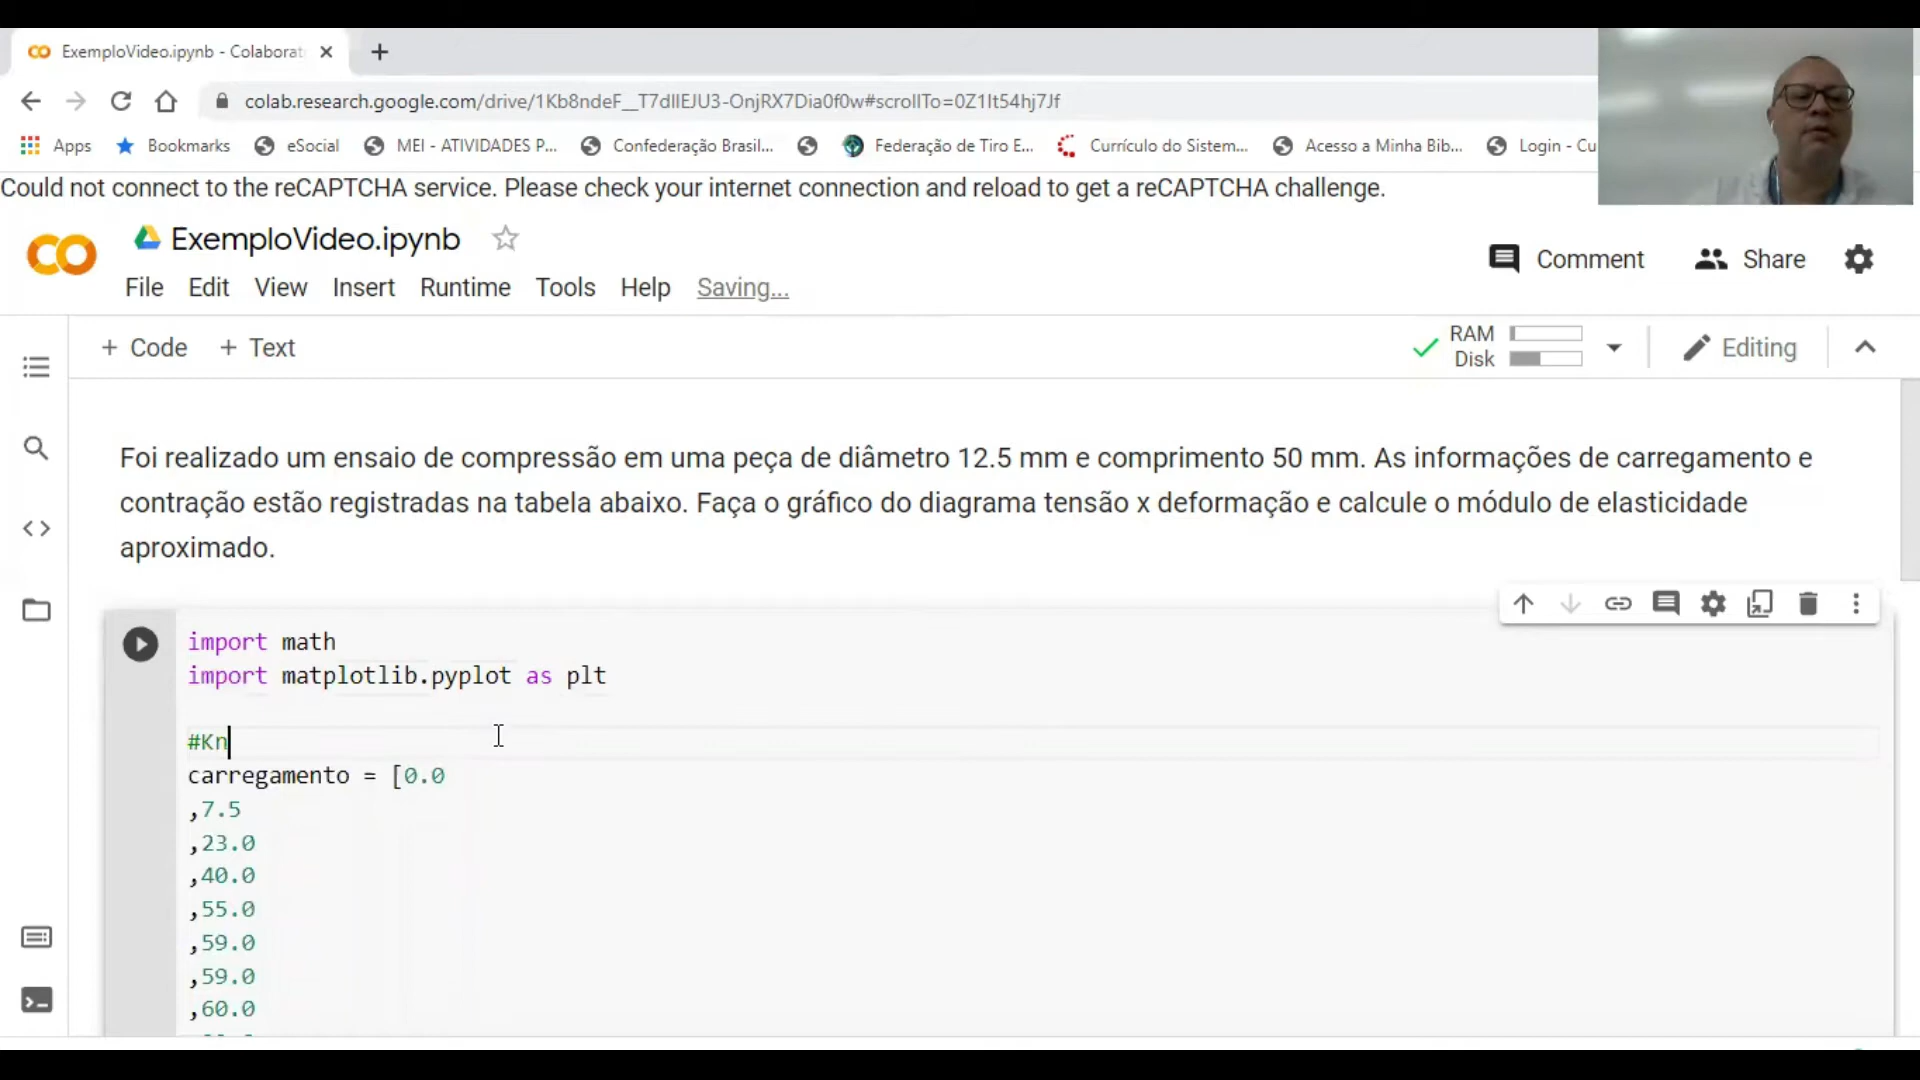 ExemploVideo.ipynb - Colaborat
colab.research.google.com/drive/1Kb8ndeF__T7dIIEJU3-OnjRX7Dia0f0w#scrollTo=0Z1It54hj7Jf
Apps Bookmarks eSocial MEI - ATIVIDADES P... Confederação Brasil... Federação de Tiro E... Currículo do Sistem... Acesso a Minha Bib... Login - Cu
Could not connect to the reCAPTCHA service. Please check your internet connection and reload to get a reCAPTCHA challenge.
CO ExemploVideo.ipynb
Comment Share
File Edit View Insert Runtime Tools Help Saving...
+ Code + Text
RAM
Disk
Editing
Foi realizado um ensaio de compressão em uma peça de diâmetro 12.5 mm e comprimento 50 mm. As informações de carregamento e
contração estão registradas na tabela abaixo. Faça o gráfico do diagrama tensão x deformação e calcule o módulo de elasticidade
aproximado.
import math
import matplotlib.pyplot as plt
#Kn
carregamento = [0.0
,7.5
,23.0
,40.0
,55.0
,59.0
,59.0
,60.0